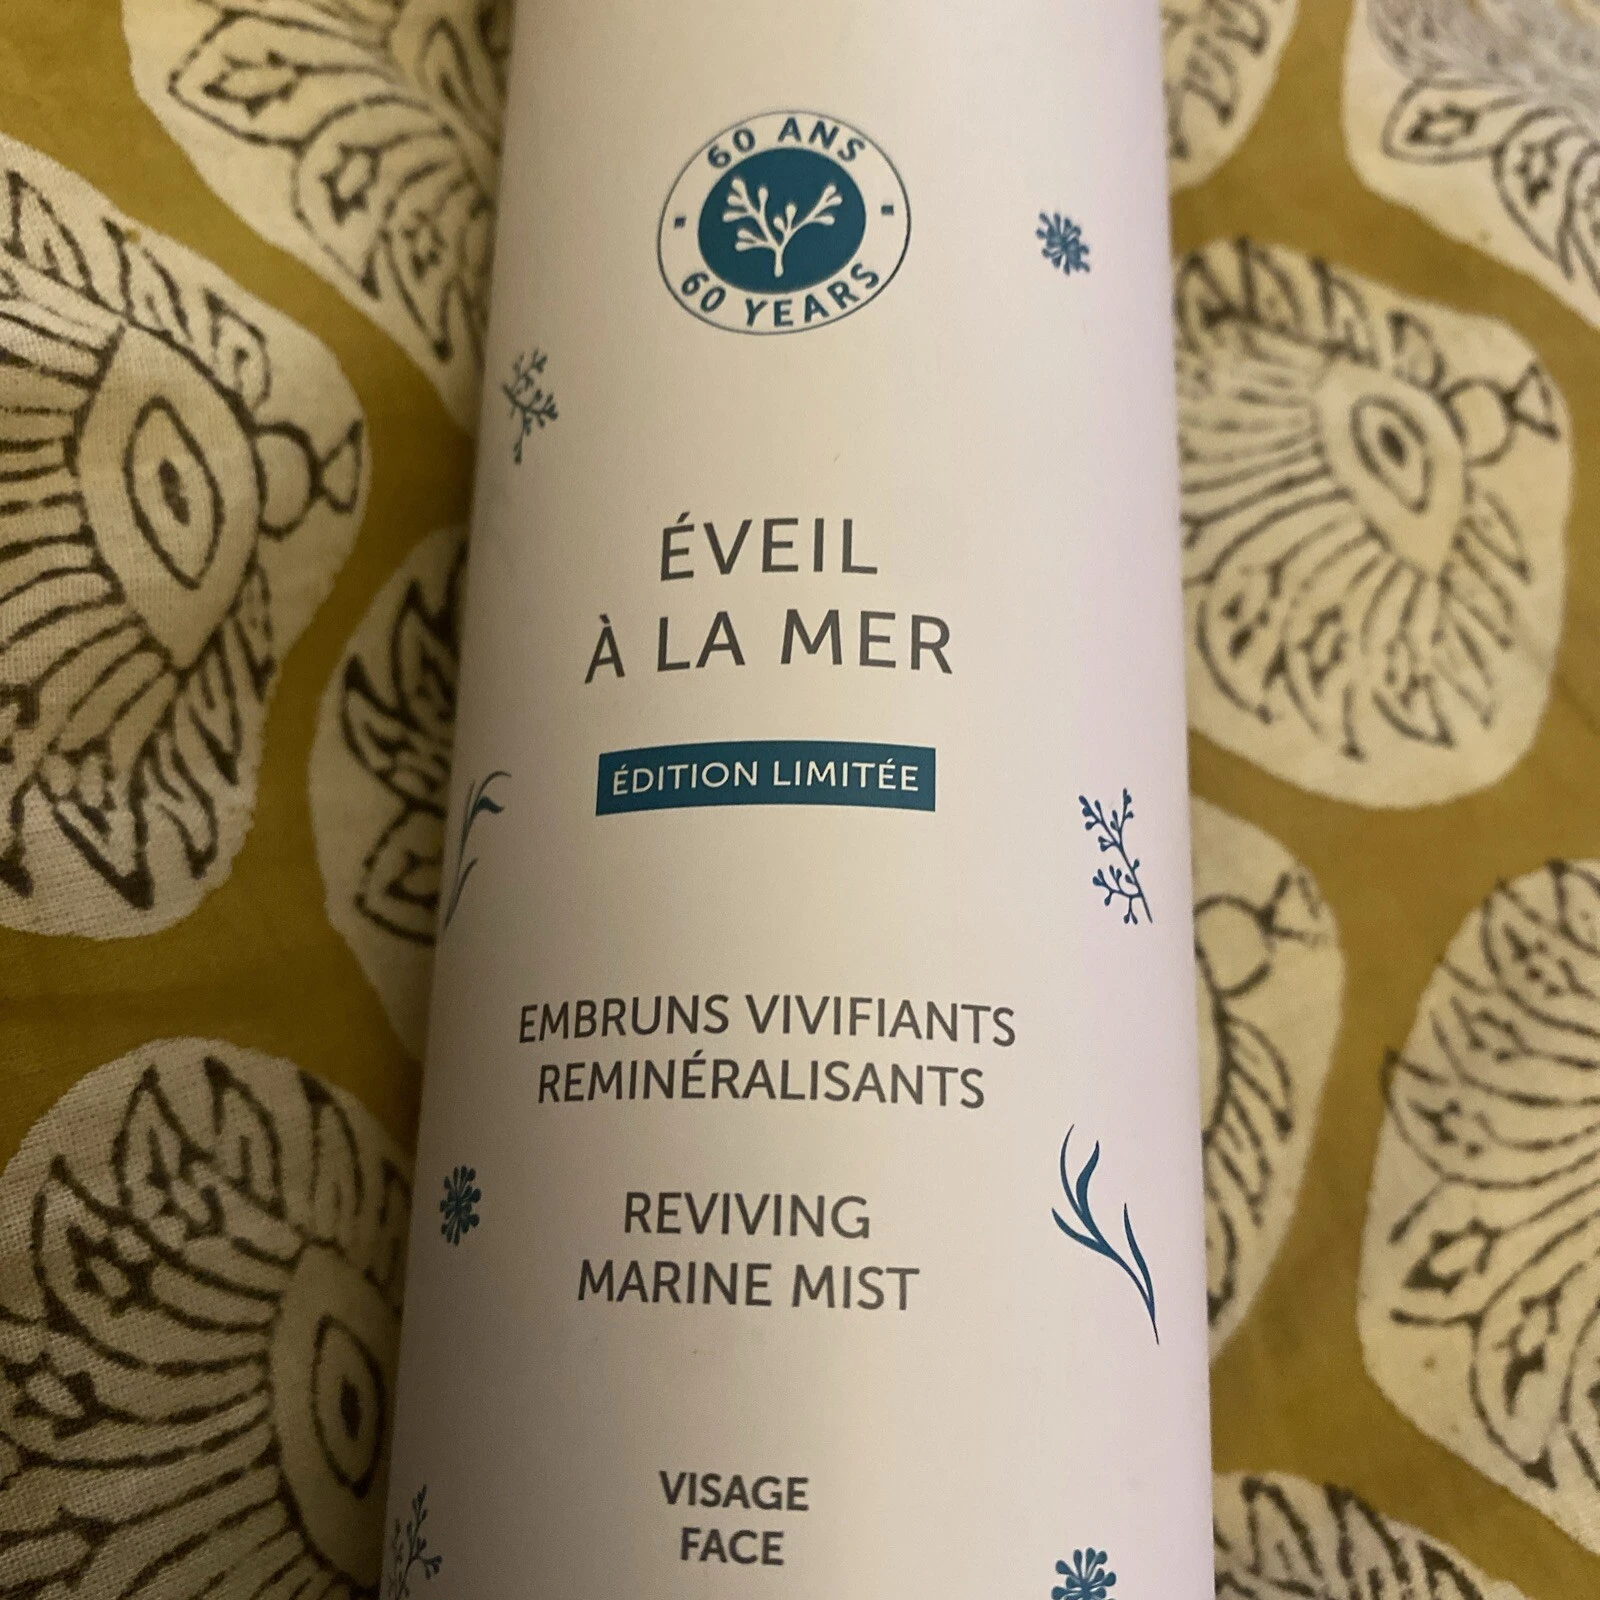 60 ANS
60 YEARS
ÉVEIL
À LA MER
ÉDITION LIMITÉE
EMBRUNS VIVIFIANTS
REMINÉRALISANTS
REVIVING
MARINE MIST
VISAGE
FACE